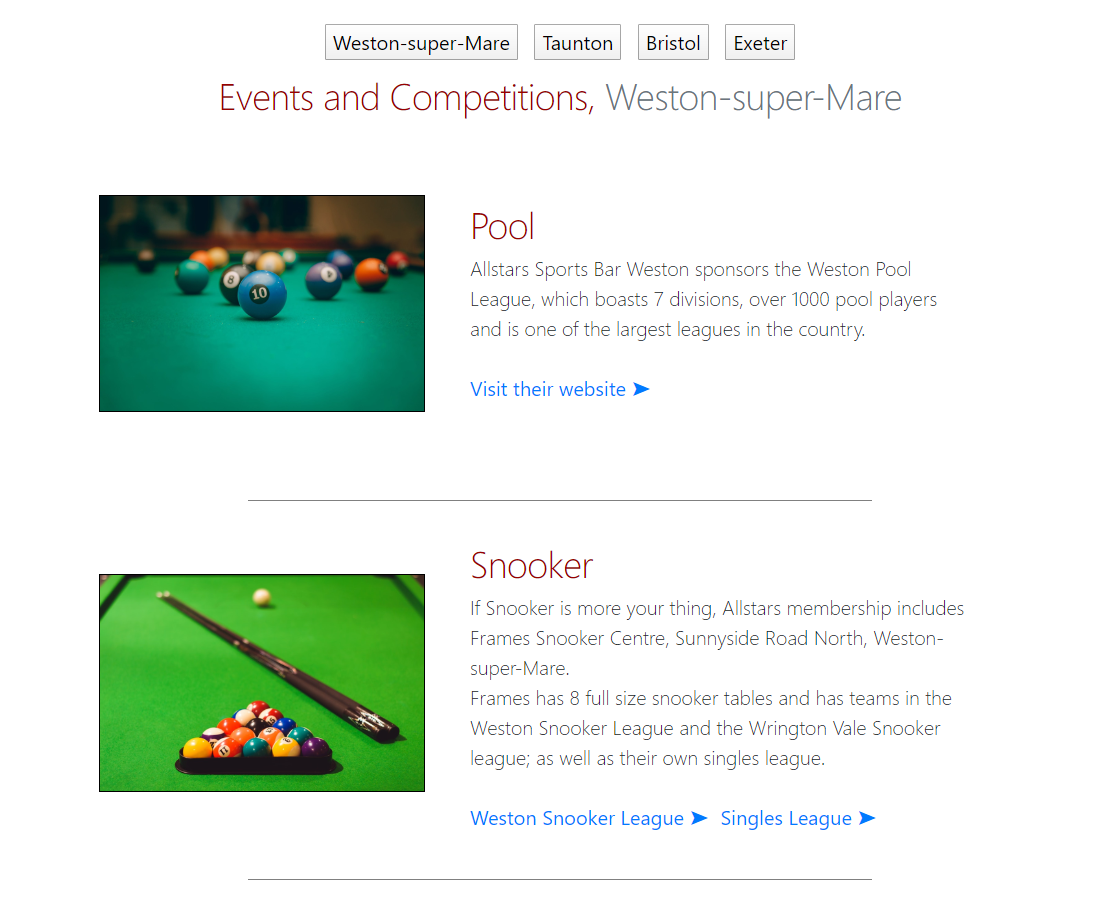 Weston-super-Mare Taunton Bristol Exeter
Events and Competitions, Weston-super-Mare
Pool
Allstars Sports Bar Weston sponsors the Weston Pool
League, which boasts 7 divisions, over 1000 pool players
and is one of the largest leagues in the country.
8
10
4
Visit their website ➤
Snooker
If Snooker is more your thing, Allstars membership includes
Frames Snooker Centre, Sunnyside Road North, Weston-
super-Mare.
Frames has 8 full size snooker tables and has teams in the
Weston Snooker League and the Wrington Vale Snooker
league; as well as their own singles league.
11
Weston Snooker League ➤ Singles League ➤